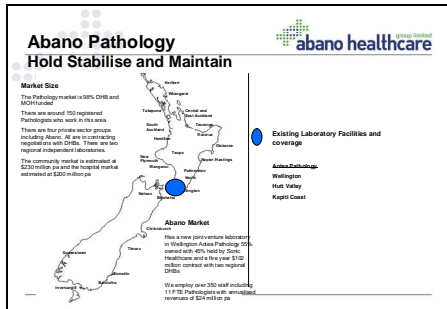 Abano Pathology
Hold Stabilise and Maintain
group limited
abano healthcare
Market Size
The Pathology market is 98% DHB and
MOH funded
There are around 150 registered
Pathologists who work in this area
There are four private sector groups
including Abano. All are in contracting
negotiations with DHBs. There are two
regional independent laboratories.
The community market is estimated at
$230 million pa and the hospital market
estimated at $200 million pa
Kerikeri
Whangarei
Takapuna
Central and
East Auckland
South
Auckland
Hamilton
Tauranga
Rotorua
Gisborne
Taupo
New
Plymouth
Napier-Hastings
Wanganui
Palmerston
North
Nelson
Blenheim
Wellington
Christchurch
Timaru
Queenstown
Dunedin
Balclutha
Invercargill
Existing Laboratory Facilities and
coverage
Aotea Pathology
Wellington
Hutt Valley
Kapiti Coast
Abano Market
Has a new joint venture laboratory
in Wellington Aotea Pathology 55%
owned with 45% held by Sonic
Healthcare and a five year $102
million contract with two regional
DHBs
We employ over 350 staff including
11 FTE Pathologists with annualised
revenues of $24 million pa